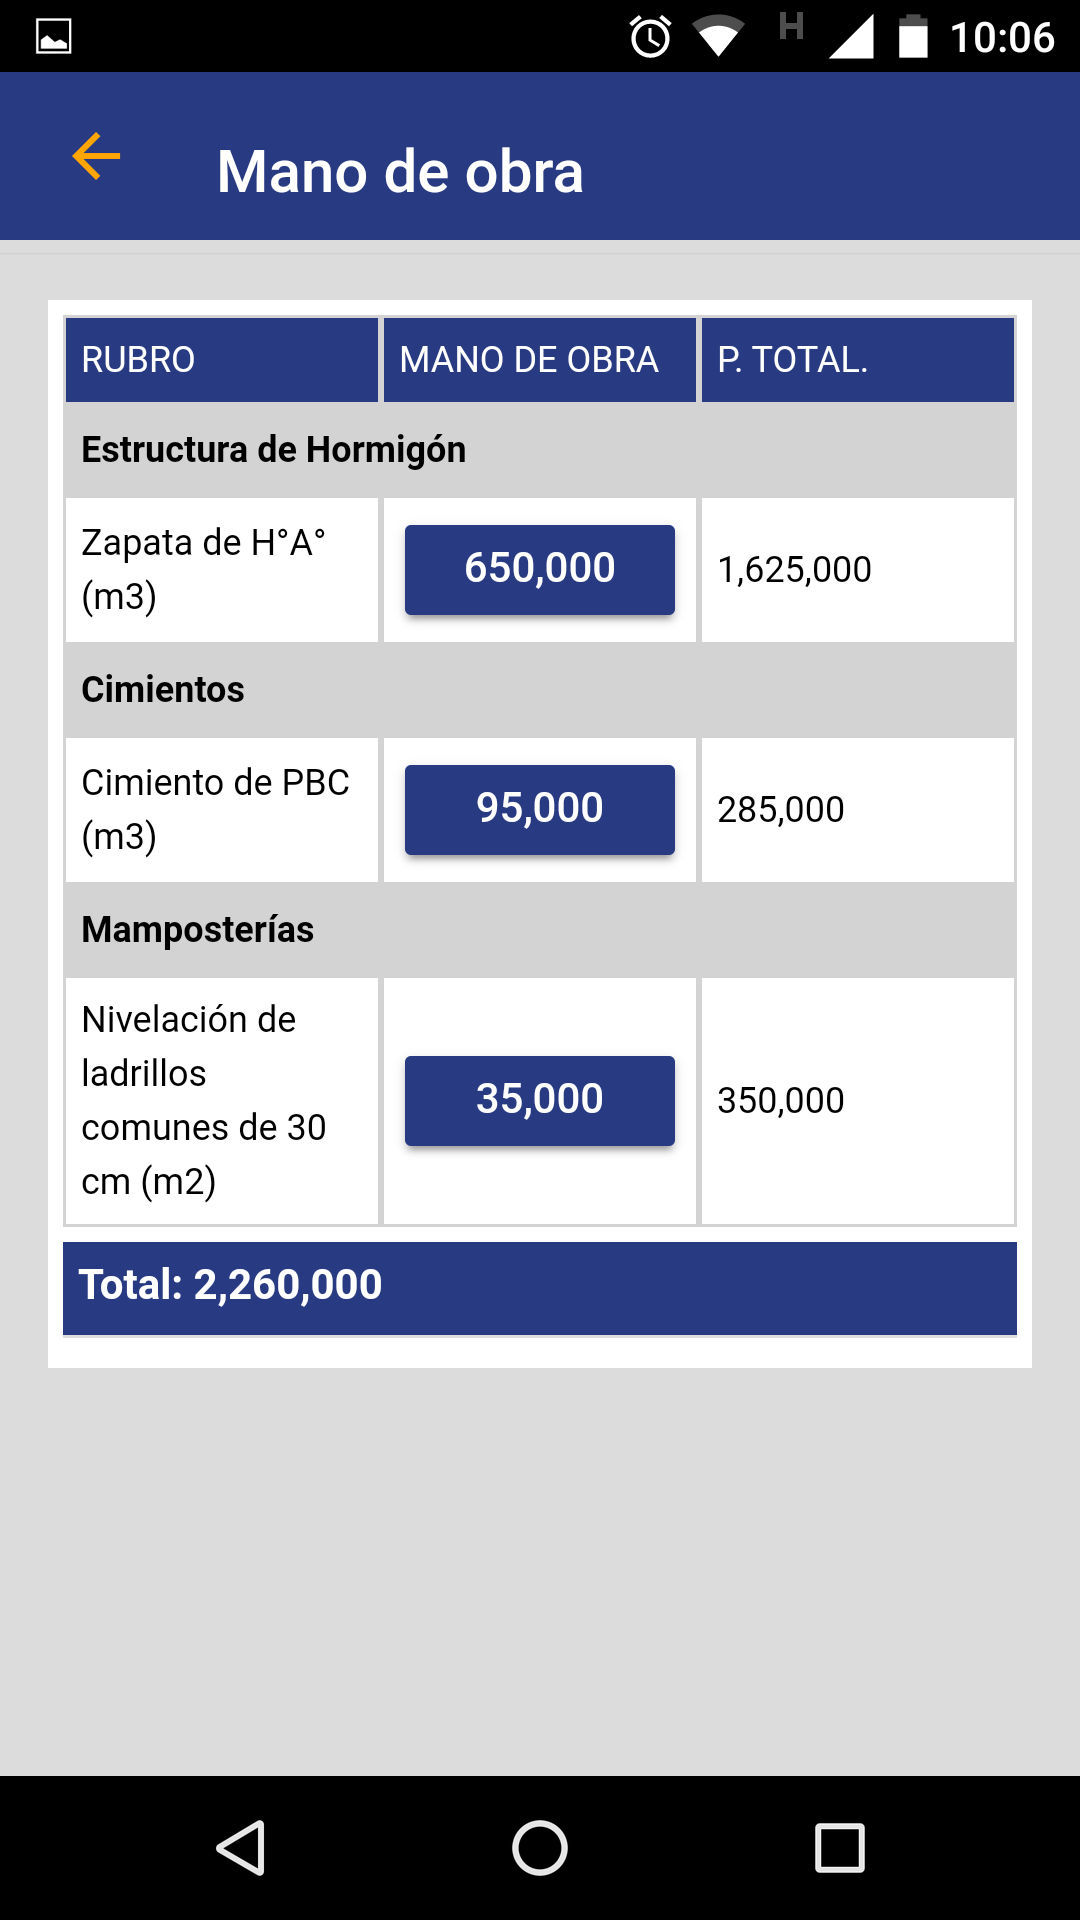 H 10:06
Mano de obra
RUBRO MANO DE OBRA P. TOTAL.
Estructura de Hormigón
Zapata de H°A°
(m3)
650,000
1,625,000
Cimientos
Cimiento de PBC
(m3)
95,000
285,000
Mamposterías
Nivelación de
ladrillos
comunes de 30
cm (m2)
35,000
350,000
Total: 2,260,000